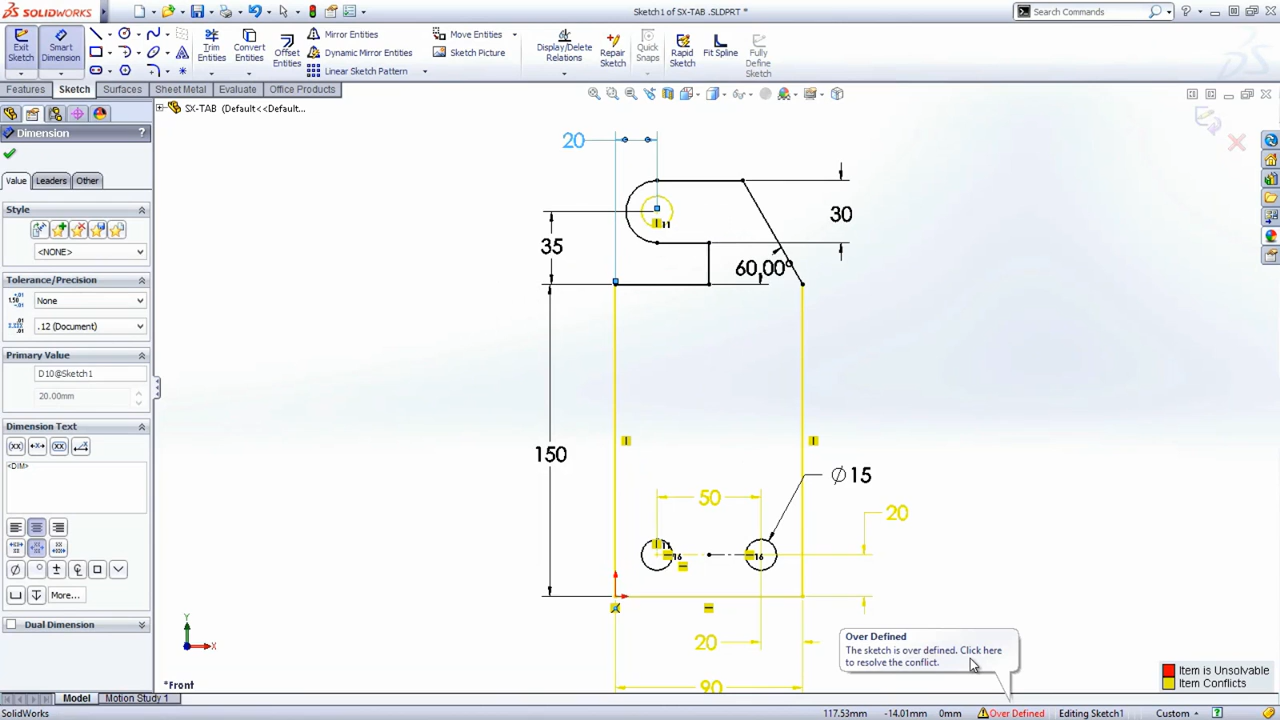 SOLIDWORKS
Sketch1 of SX-TAB .SLDPRT *
Search Commands
Exit Sketch
Smart Dimension
Trim Entities
Convert Entities
Offset Entities
Mirror Entities
Dynamic Mirror Entities
Linear Sketch Pattern
Move Entities
Sketch Picture
Display/Delete Relations
Repair Sketch
Quick Snaps
Rapid Sketch
Fit Spline
Fully Define Sketch
Features
Sketch
Surfaces
Sheet Metal
Evaluate
Office Products
SX-TAB (Default<<Default...
Dimension
?
Value
Leaders
Other
Style
<NONE>
Tolerance/Precision
None
.12 (Document)
Primary Value
D10@Sketch1
20.00mm
Dimension Text
<DIM>
More...
Dual Dimension
20
35
30
60,00°
150
∅15
50
20
20
90
11
11
16
16
Y
X
*Front
Over Defined
The sketch is over defined. Click here
to resolve the conflict.
Item is Unsolvable
Item Conflicts
Model
Motion Study 1
SolidWorks
117.53mm
-14.01mm
0mm
Over Defined
Editing Sketch1
Custom